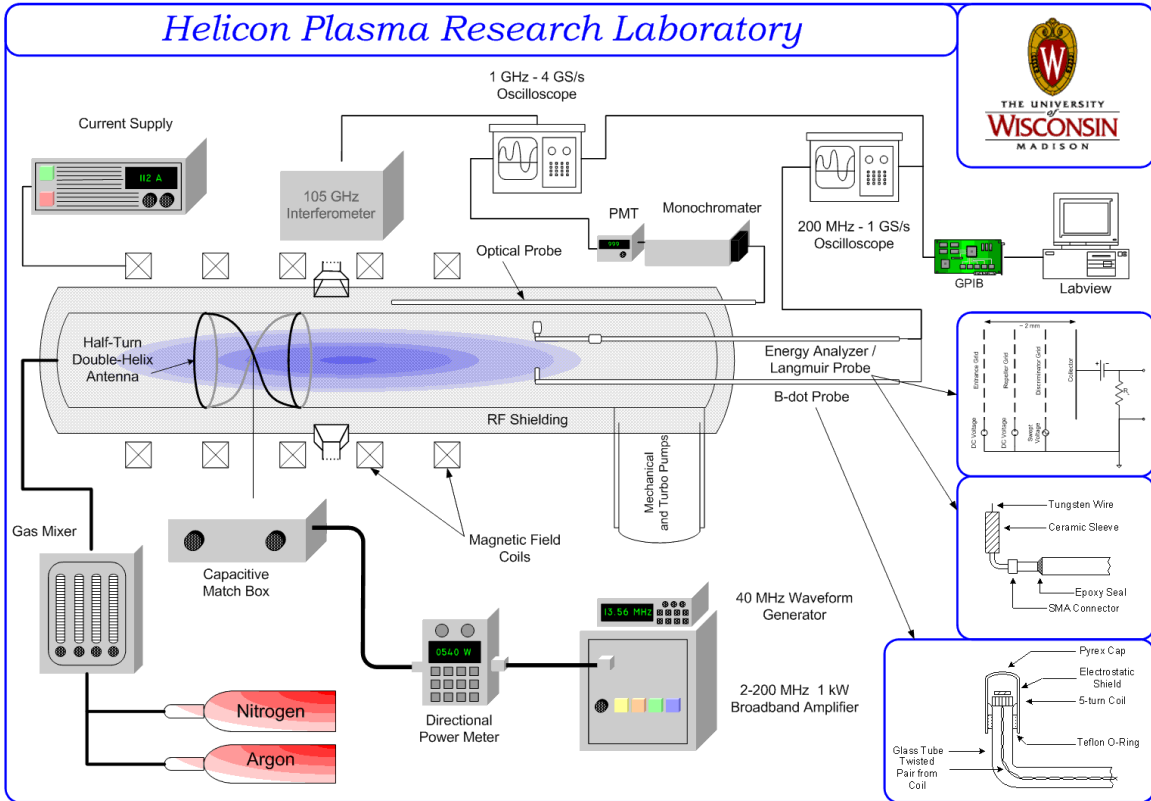 Helicon Plasma Research Laboratory
W
THE UNIVERSITY
of
WISCONSIN
MADISON
1 GHz - 4 GS/s
Oscilloscope
Current Supply
112 A
105 GHz
Interferometer
PMT
999
Monochromater
200 MHz - 1 GS/s
Oscilloscope
Optical Probe
GPIB
Labview
Half-Turn
Double-Helix
Antenna
Energy Analyzer /
Langmuir Probe
B-dot Probe
RF Shielding
Mechanical
and Turbo Pumps
~ 2 mm
Entrance Grid
Repeller Grid
Discriminator Grid
Collector
+
-
R
DC Voltage
DC Voltage
Swept
Voltage
Tungsten Wire
Ceramic Sleeve
Epoxy Seal
SMA Connector
Gas Mixer
Capacitive
Match Box
Magnetic Field
Coils
13.56 MHz
40 MHz Waveform
Generator
0540 W
Directional
Power Meter
2-200 MHz 1 kW
Broadband Amplifier
Nitrogen
Argon
Pyrex Cap
Electrostatic
Shield
5-turn Coil
Teflon O-Ring
Glass Tube
Twisted
Pair from
Coil